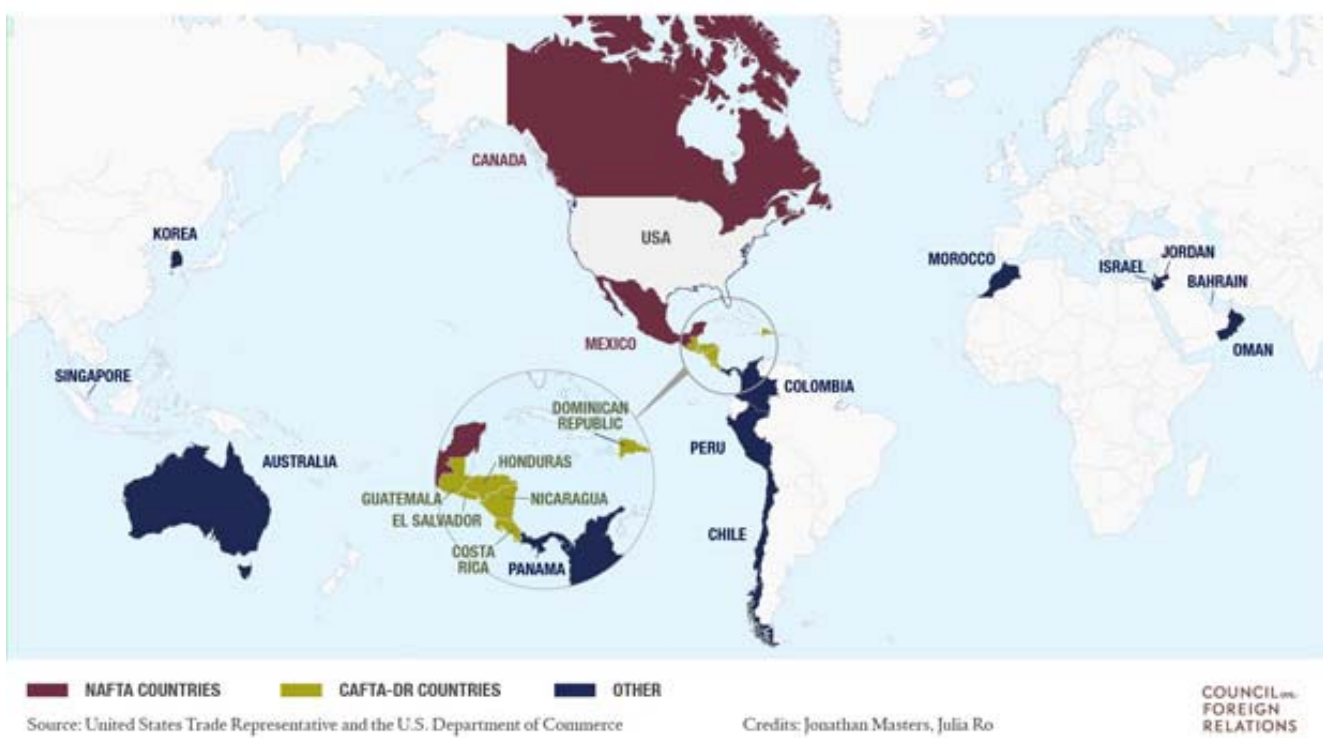 CANADA
KOREA
USA
MOROCCO
ISRAEL
JORDAN
BAHRAIN
OMAN
MEXICO
SINGAPORE
COLOMBIA
DOMINICAN
REPUBLIC
PERU
AUSTRALIA
HONDURAS
GUATEMALA
NICARAGUA
EL SALVADOR
CHILE
COSTA
RICA
PANAMA
NAFTA COUNTRIES
CAFTA-DR COUNTRIES
OTHER
Source: United States Trade Representative and the U.S. Department of Commerce
Credits: Jonathan Masters, Julia Ro
COUNCIL on
FOREIGN
RELATIONS